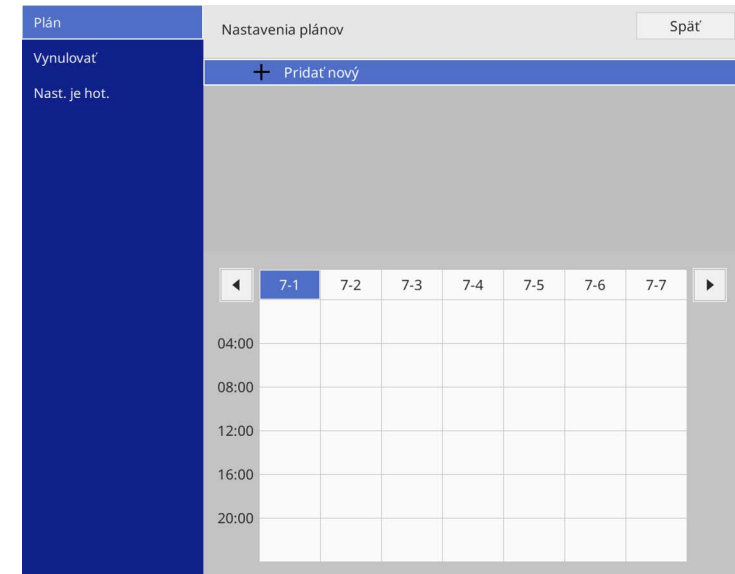 Plán
Vynulovať
Nast. je hot.
Nastavenia plánov
Späť
Pridať nový
7-1 7-2 7-3 7-4 7-5 7-6 7-7
04:00
08:00
12:00
16:00
20:00